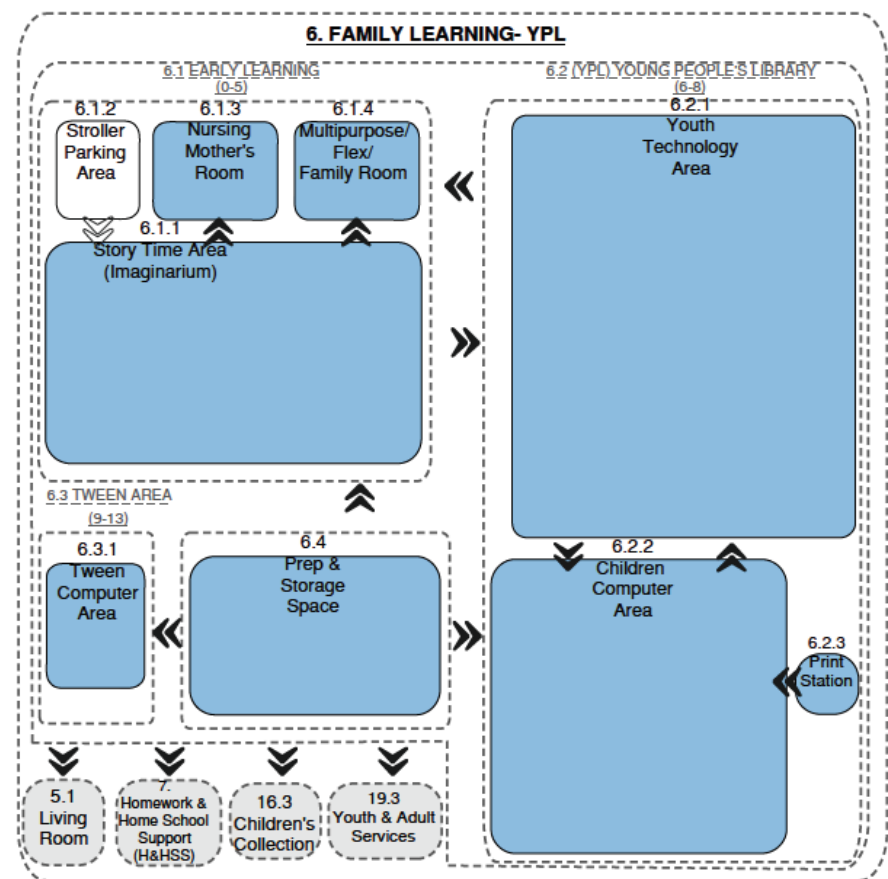 6. FAMILY LEARNING- YPL
6.1 EARLY LEARNING
(0-5)
6.2 (YPL) YOUNG PEOPLE'S LIBRARY
(6-8)
6.1.2
Stroller
Parking
Area
6.1.3
Nursing
Mother's
Room
6.1.4
Multipurpose/
Flex/
Family Room
6.2.1
Youth
Technology
Area
6.1.1
Story Time Area
(Imaginarium)
6.3 TWEEN AREA
(9-13)
6.3.1
Tween
Computer
Area
6.4
Prep &
Storage
Space
6.2.2
Children
Computer
Area
6.2.3
Print
Station
5.1
Living
Room
7.
Homework &
Home School
Support
(H&HSS)
16.3
Children's
Collection
19.3
Youth & Adult
Services